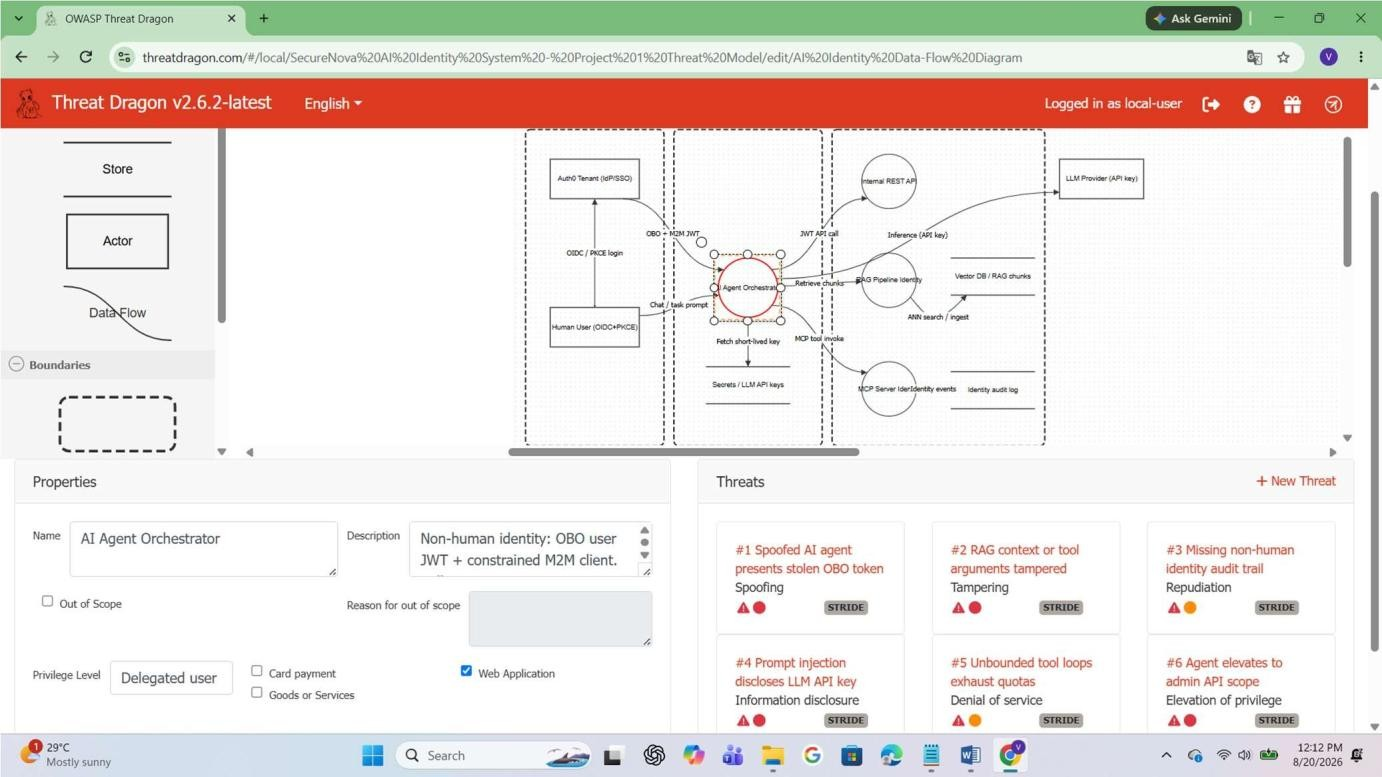 OWASP Threat Dragon
Ask Gemini
threatdragon.com/#/local/SecureNova%20AI%20Identity%20System%20-%20Project%201%20Threat%20Model/edit/AI%20Identity%20Data-Flow%20Diagram
V
Threat Dragon v2.6.2-latest
English
Logged in as local-user
Store
Actor
Data Flow
Boundaries
Auth0 Tenant (IdP/SSO)
Internal REST AP
LLM Provider (API key)
OBO + M2M JWT
JWT API call
Inference (API key)
OIDC / PKCE login
Agent Orchestrat
Retrieve chunks
RAG Pipeline Identity
Vector DB / RAG chunks
Chat / task prompt
ANN search / ingest
Human User (OIDC+PKCE)
Fetch short-lived key
MCP tool invoke
Secrets / LLM API keys
MCP Server
Identity events
Identity audit log
Properties
Name
AI Agent Orchestrator
Description
Non-human identity: OBO user
JWT + constrained M2M client.
Out of Scope
Reason for out of scope
Privilege Level
Delegated user
Card payment
Goods or Services
Web Application
Threats
+ New Threat
#1 Spoofed AI agent
presents stolen OBO token
Spoofing
STRIDE
#2 RAG context or tool
arguments tampered
Tampering
STRIDE
#3 Missing non-human
identity audit trail
Repudiation
STRIDE
#4 Prompt injection
discloses LLM API key
Information disclosure
STRIDE
#5 Unbounded tool loops
exhaust quotas
Denial of service
STRIDE
#6 Agent elevates to
admin API scope
Elevation of privilege
STRIDE
1
29°C
Mostly sunny
Search
V
12:12 PM
8/20/2026